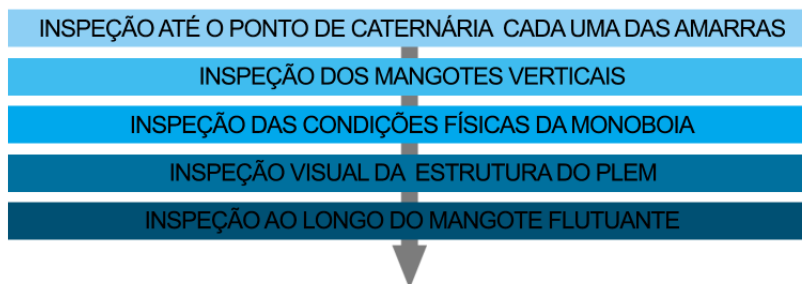 INSPEÇÃO ATÉ O PONTO DE CATERNÁRIA CADA UMA DAS AMARRAS
INSPEÇÃO DOS MANGOTES VERTICAIS
INSPEÇÃO DAS CONDIÇÕES FÍSICAS DA MONOBOIA
INSPEÇÃO VISUAL DA ESTRUTURA DO PLEM
INSPEÇÃO AO LONGO DO MANGOTE FLUTUANTE